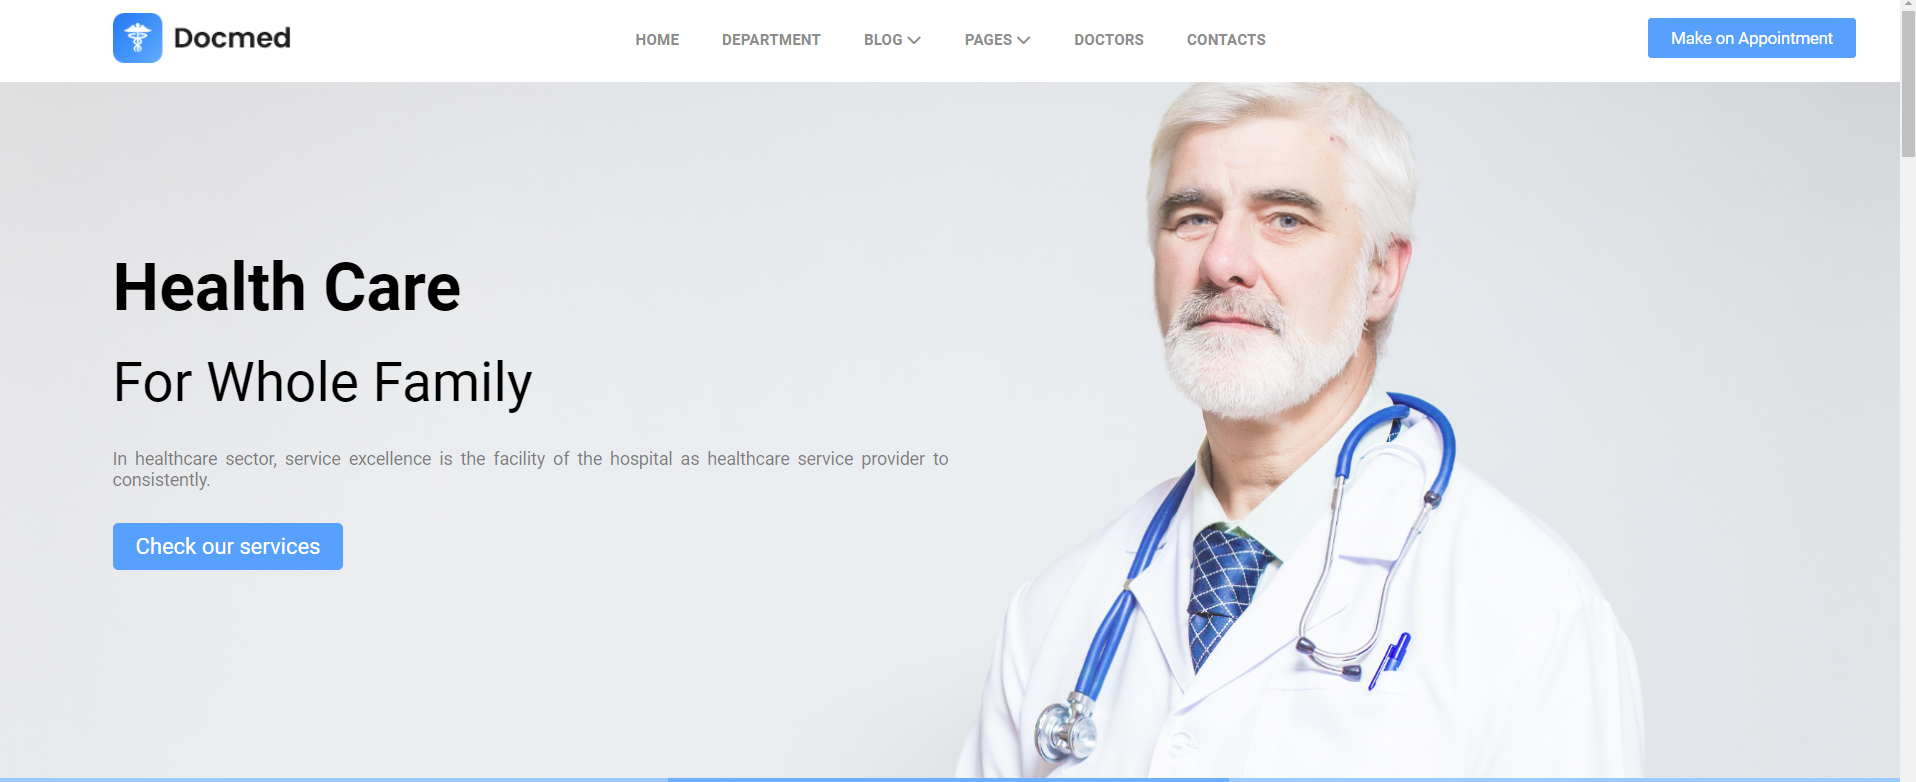 Docmed
HOME DEPARTMENT BLOG PAGES DOCTORS CONTACTS
Make on Appointment
Health Care
For Whole Family
In healthcare sector, service excellence is the facility of the hospital as healthcare service provider to
consistently.
Check our services